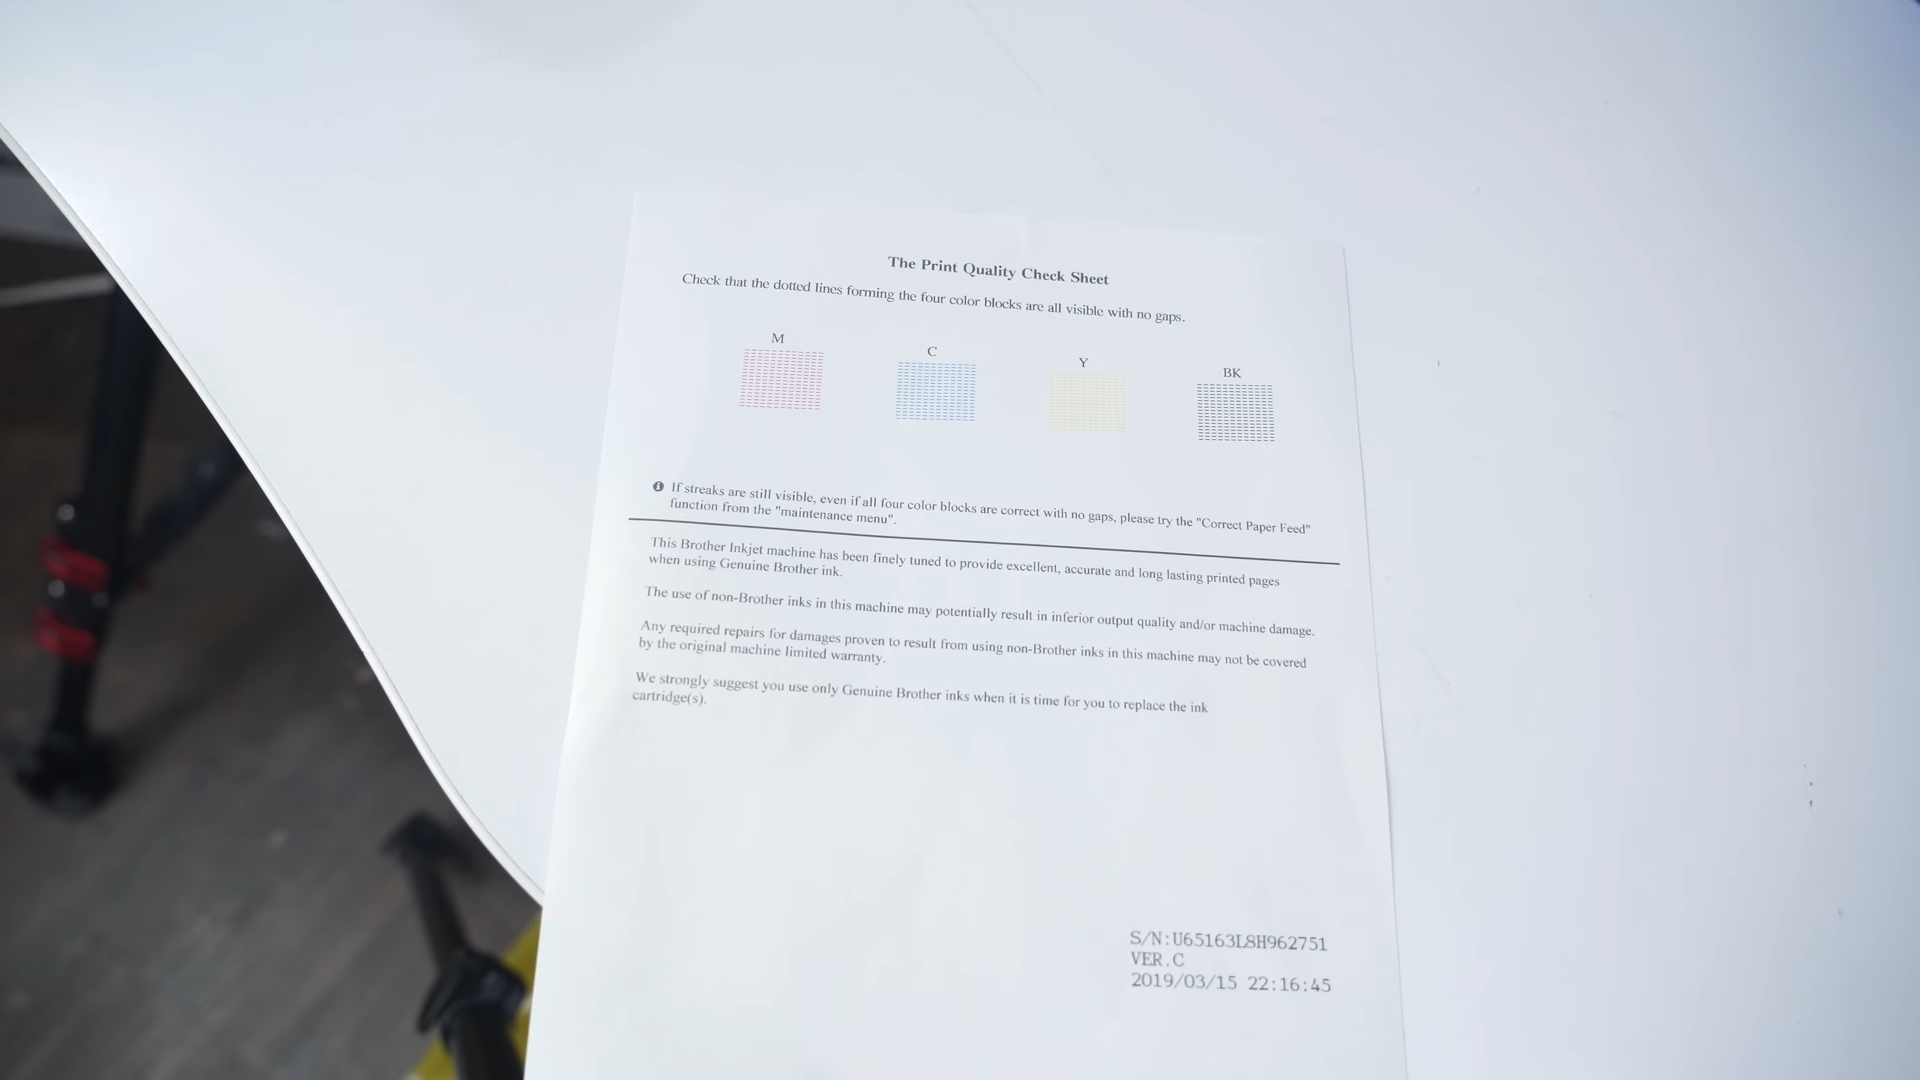 The Print Quality Check Sheet
Check that the dotted lines forming the four color blocks are all visible with no gaps.
M C Y BK
If streaks are still visible, even if all four color blocks are correct with no gaps, please try the "Correct Paper Feed"
function from the "maintenance menu".
This Brother Inkjet machine has been finely tuned to provide excellent, accurate and long lasting printed pages
when using Genuine Brother ink.
The use of non-Brother inks in this machine may potentially result in inferior output quality and/or machine damage.
Any required repairs for damages proven to result from using non-Brother inks in this machine may not be covered
by the original machine limited warranty.
We strongly suggest you use only Genuine Brother inks when it is time for you to replace the ink
cartridge(s).
S/N:U65163L8H962751
VER.C
2019/03/15 22:16:45